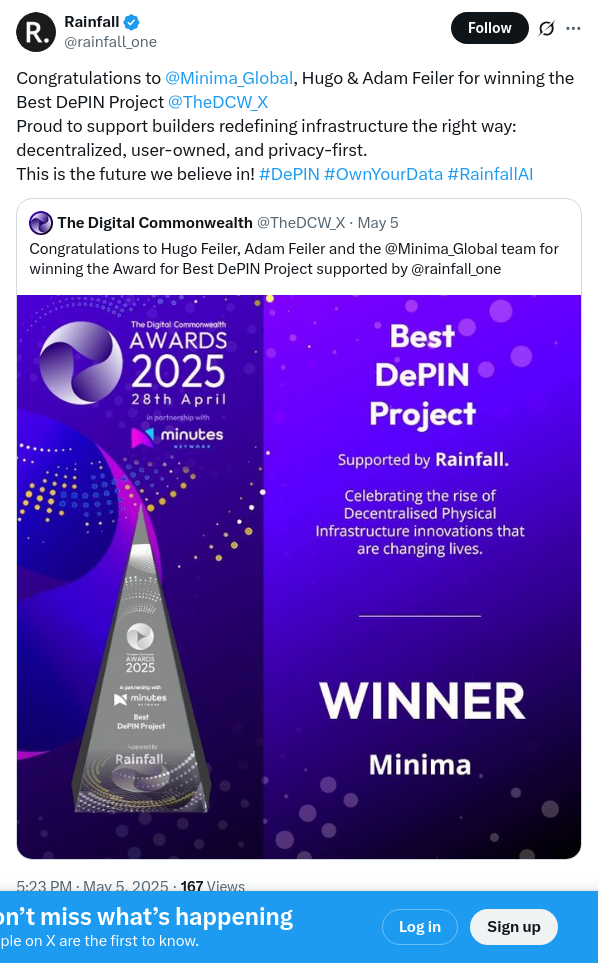 Rainfall
@rainfall_one
Follow
Congratulations to @Minima_Global, Hugo & Adam Feiler for winning the
Best DePIN Project @TheDCW_X
Proud to support builders redefining infrastructure the right way:
decentralized, user-owned, and privacy-first.
This is the future we believe in! #DePIN #OwnYourData #RainfallAI
The Digital Commonwealth @TheDCW_X · May 5
Congratulations to Hugo Feiler, Adam Feiler and the @Minima_Global team for
winning the Award for Best DePIN Project supported by @rainfall_one
The Digital Commonwealth
AWARDS
2025
28th April
in partnership with
minutes
NETWORK
AWARDS
2025
in partnership with
minutes
NETWORK
Best
DePIN Project
Supported by
Rainfall.
Best
DePIN
Project
Supported by Rainfall.
Celebrating the rise of
Decentralised Physical
Infrastructure innovations that
are changing lives.
WINNER
Minima
5:23 PM · May 5, 2025 · 167 Views
on't miss what's happening
ple on X are the first to know.
Log in
Sign up